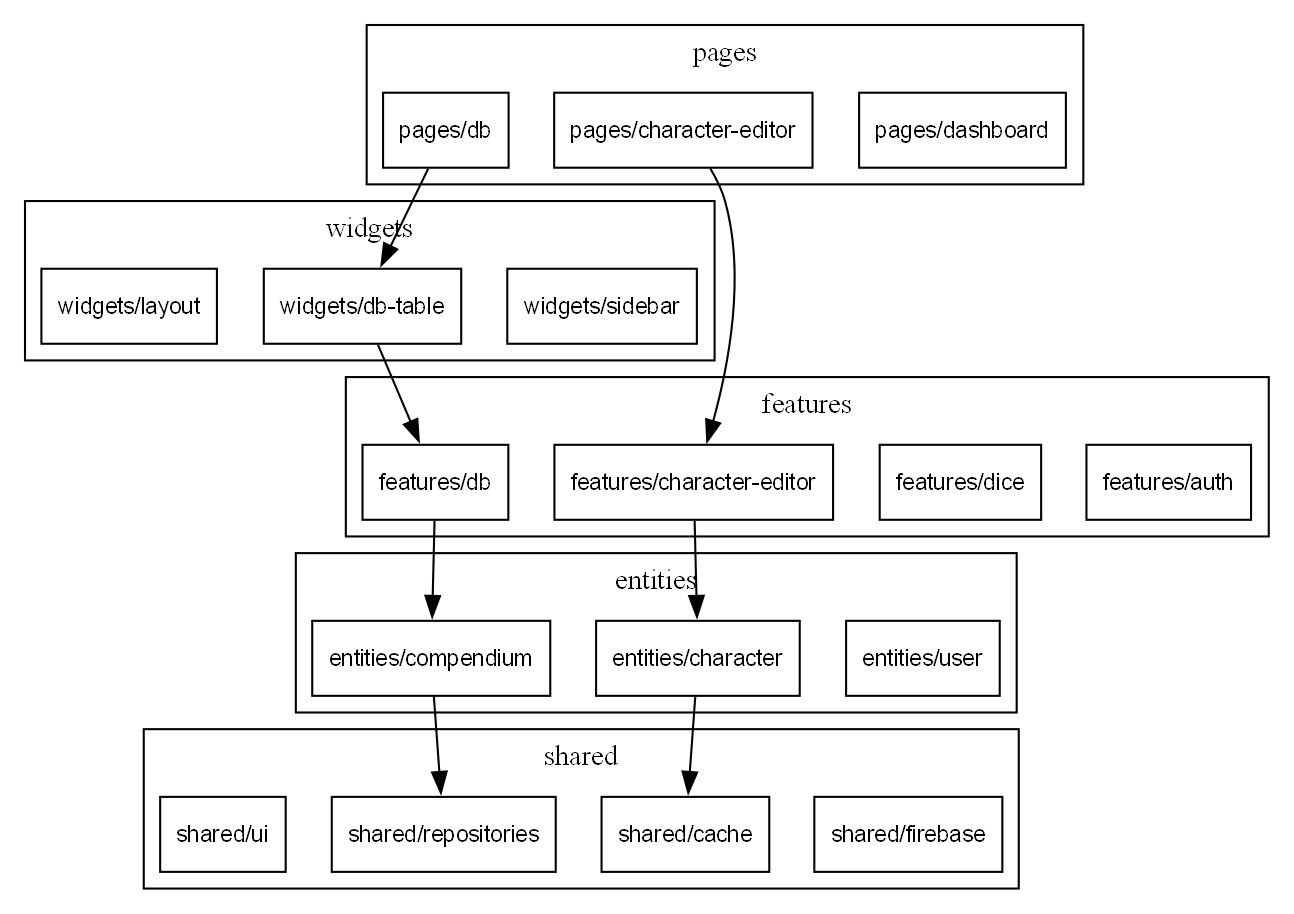 pages
pages/db
pages/character-editor
pages/dashboard
widgets
widgets/layout
widgets/db-table
widgets/sidebar
features
features/db
features/character-editor
features/dice
features/auth
entities
entities/compendium
entities/character
entities/user
shared
shared/ui
shared/repositories
shared/cache
shared/firebase